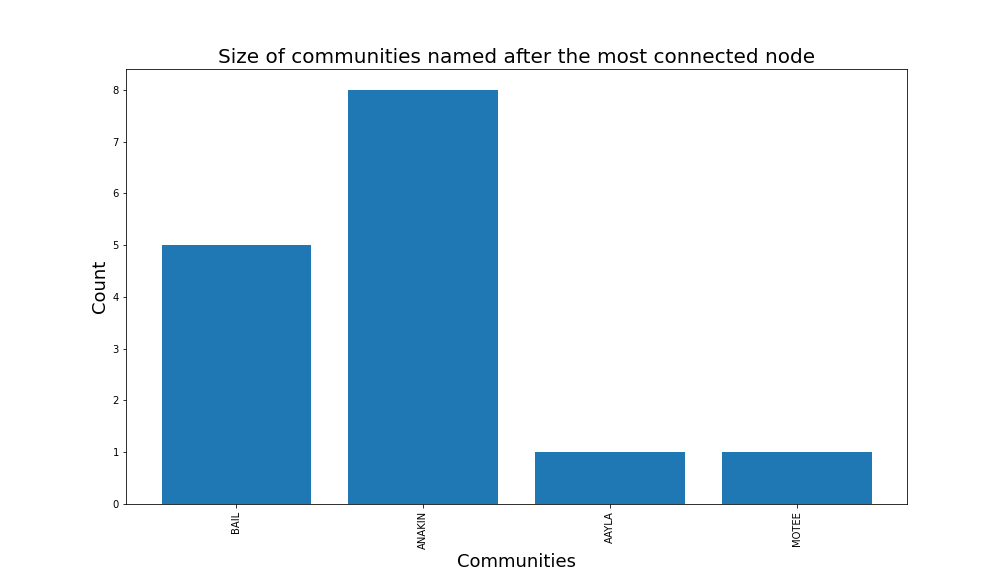 Size of communities named after the most connected node
8
7
6
5
4
3
2
1
0
Count
BAIL
ANAKIN
AAYLA
MOTEE
Communities